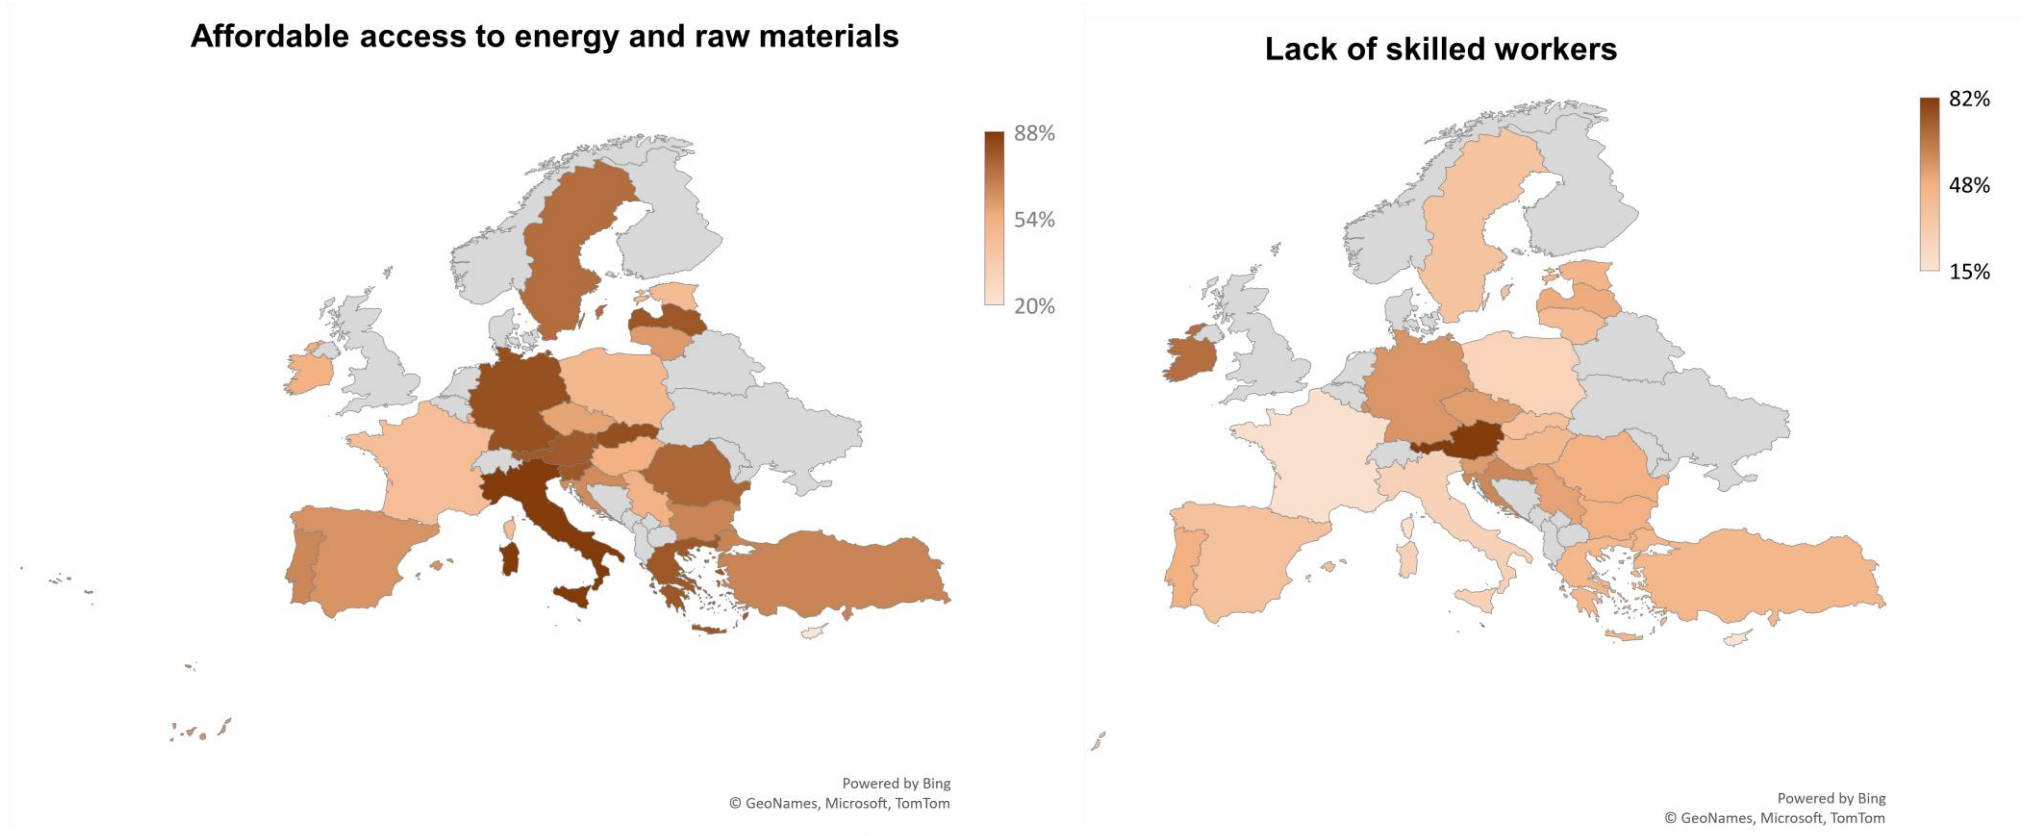 Affordable access to energy and raw materials
88%
54%
20%
Powered by Bing
© GeoNames, Microsoft, TomTom
Lack of skilled workers
82%
48%
15%
Powered by Bing
© GeoNames, Microsoft, TomTom